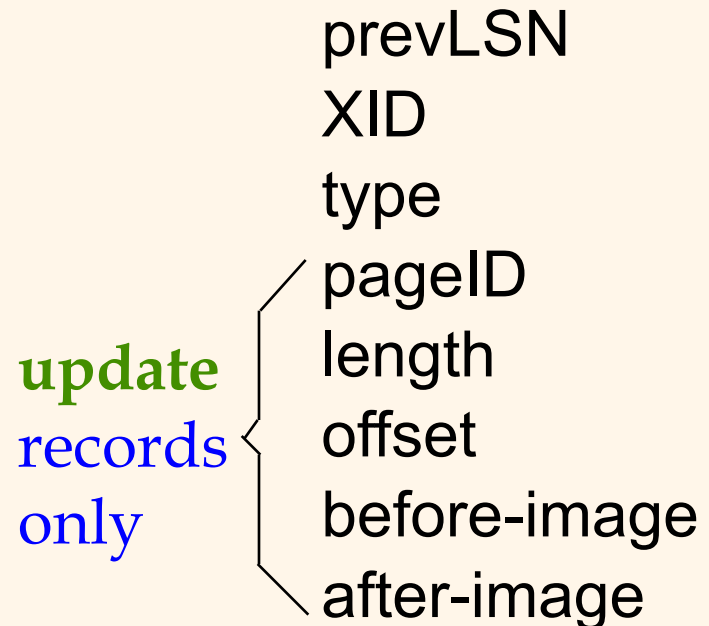 prevLSN
XID
type
pageID
length
offset
before-image
after-image
update
records
only